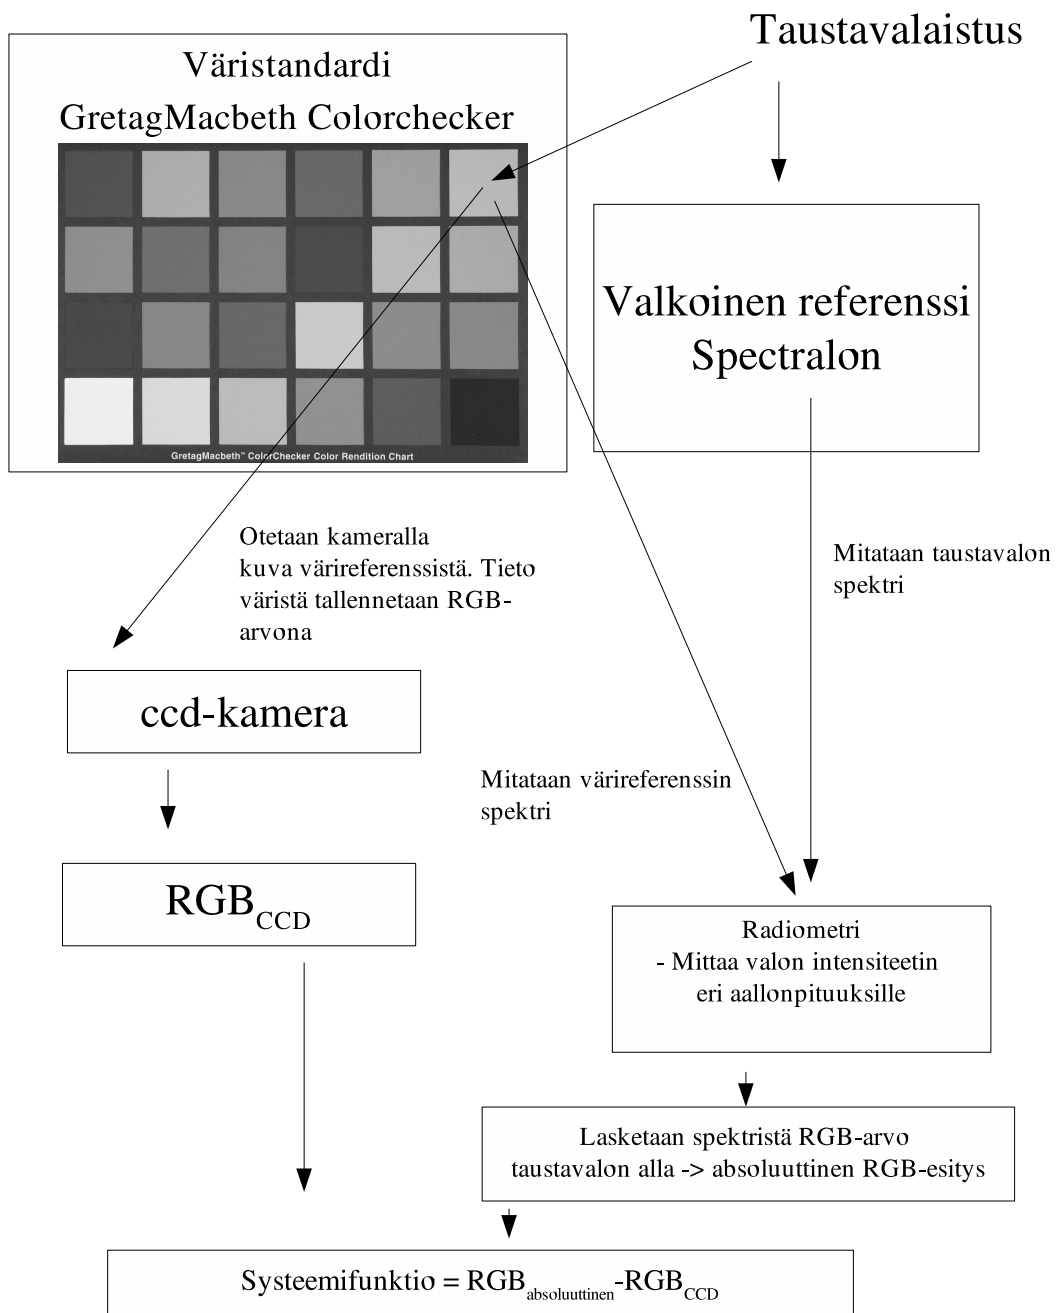 Taustavalaistus
Väristandardi
GretagMacbeth Colorchecker
GretagMacbeth™ ColorChecker Color Rendition Chart
Valkoinen referenssi
Spectralon
Otetaan kameralla
kuva värireferenssistä. Tieto
väristä tallennetaan RGB-
arvona
Mitataan taustavalon
spektri
ccd-kamera
Mitataan värireferenssin
spektri
RGB_CCD
Radiometri
- Mittaa valon intensiteetin
eri aallonpituuksille
Lasketaan spektristä RGB-arvo
taustavalon alla -> absoluuttinen RGB-esitys
Systeemifunktio = RGB_absoluuttinen-RGB_CCD